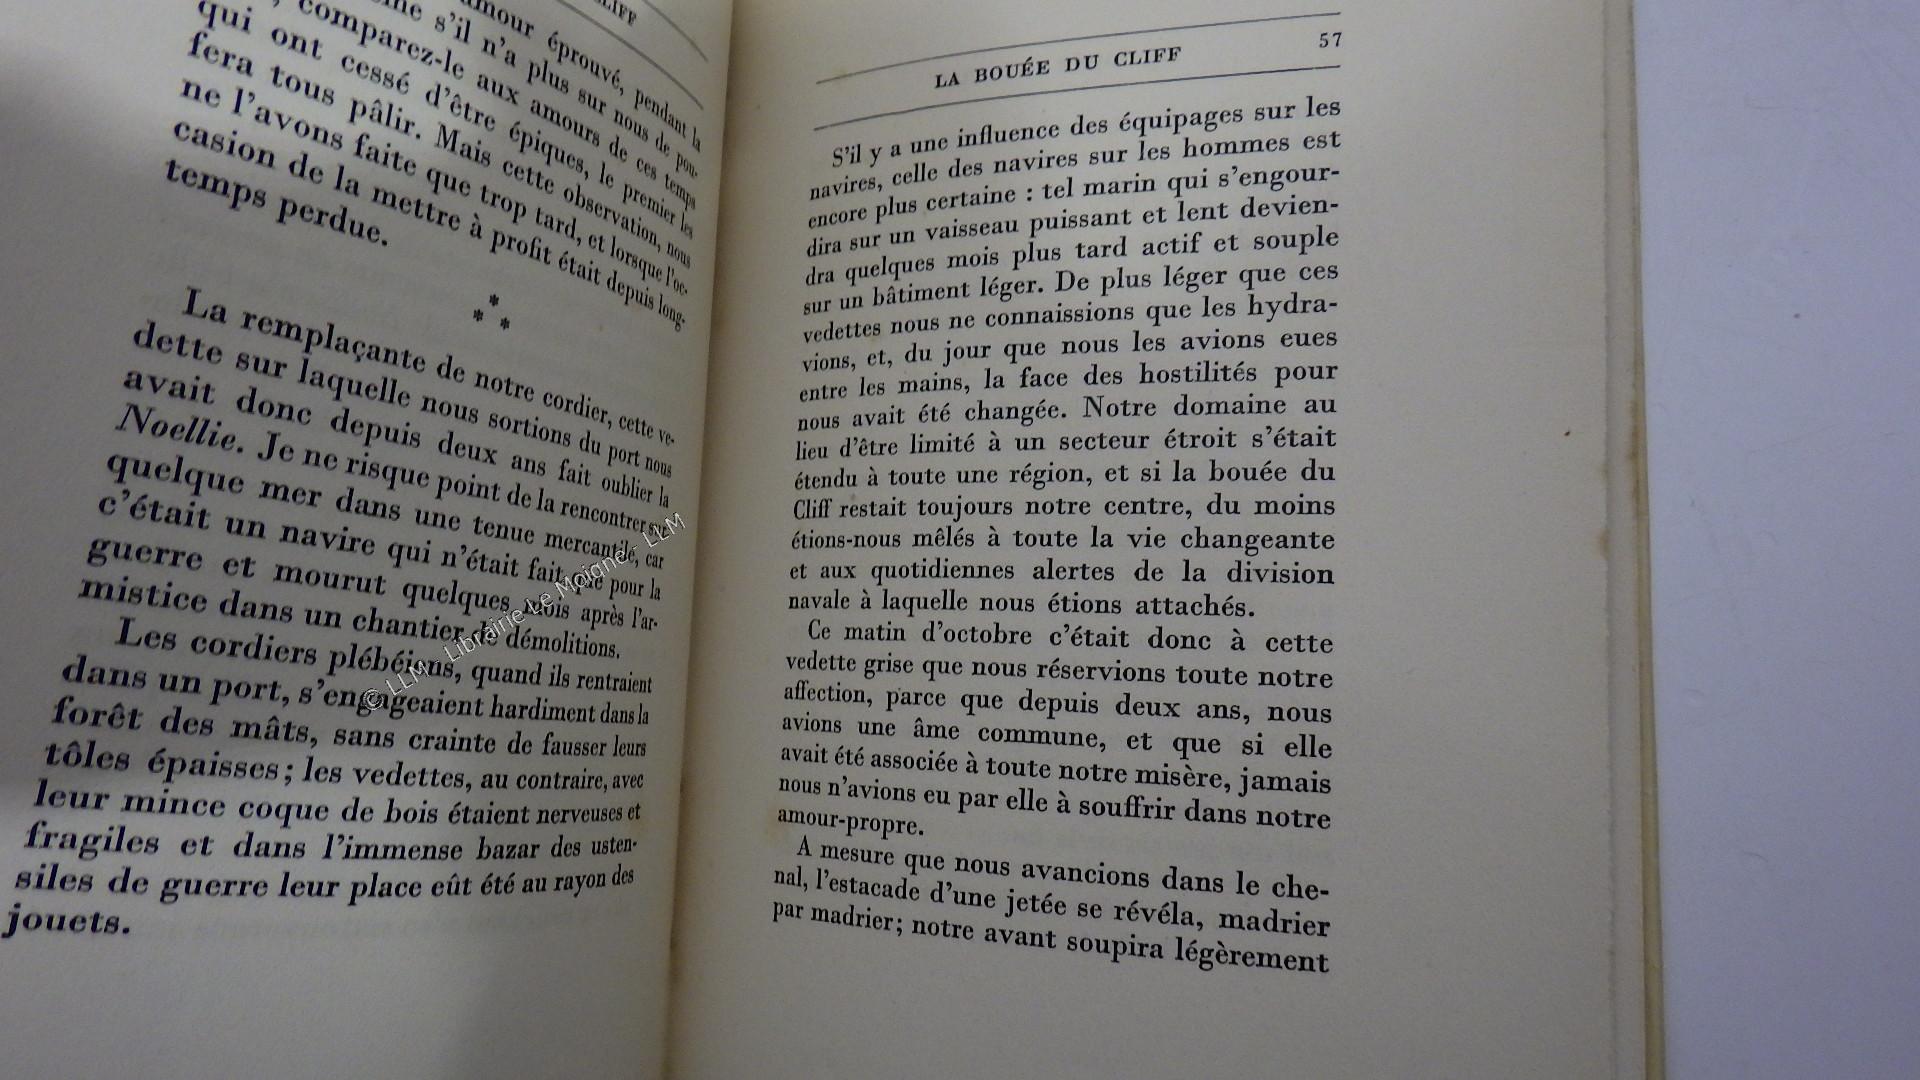 CLIFF
amour éprouvé, pendant la
s'il n'a plus sur nous de pou-
comparez-le aux amours de ces temps
qui ont cessé d'être épiques, le premier les
fera tous pâlir. Mais cette observation, nous
ne l'avons faite que trop tard, et lorsque l'oc-
casion de la mettre à profit était depuis long-
temps perdue.
* * *
La remplaçante de notre cordier, cette ve-
dette sur laquelle nous sortions du port nous
avait donc depuis deux ans fait oublier la
Noellie. Je ne risque point de la rencontrer sur
quelque mer dans une tenue mercantile, car
c'était un navire qui n'était fait que pour la
guerre et mourut quelques mois après l'ar-
mistice dans un chantier de démolitions.
Les cordiers plébéiens, quand ils rentraient
dans un port, s'engageaient hardiment dans la
forêt des mâts, sans crainte de fausser leurs
tôles épaisses; les vedettes, au contraire, avec
leur mince coque de bois étaient nerveuses et
fragiles et dans l'immense bazar des usten-
siles de guerre leur place eût été au rayon des
jouets.
© LLM - Librairie Le Moigne - LLM
LA BOUÉE DU CLIFF 57
S'il y a une influence des équipages sur les
navires, celle des navires sur les hommes est
encore plus certaine : tel marin qui s'engour-
dira sur un vaisseau puissant et lent devien-
dra quelques mois plus tard actif et souple
sur un bâtiment léger. De plus léger que ces
vedettes nous ne connaissions que les hydra-
vions, et, du jour que nous les avions eues
entre les mains, la face des hostilités pour
nous avait été changée. Notre domaine au
lieu d'être limité à un secteur étroit s'était
étendu à toute une région, et si la bouée du
Cliff restait toujours notre centre, du moins
étions-nous mêlés à toute la vie changeante
et aux quotidiennes alertes de la division
navale à laquelle nous étions attachés.
Ce matin d'octobre c'était donc à cette
vedette grise que nous réservions toute notre
affection, parce que depuis deux ans, nous
avions une âme commune, et que si elle
avait été associée à toute notre misère, jamais
nous n'avions eu par elle à souffrir dans notre
amour-propre.
A mesure que nous avancions dans le che-
nal, l'estacade d'une jetée se révéla, madrier
par madrier; notre avant soupira légèrement